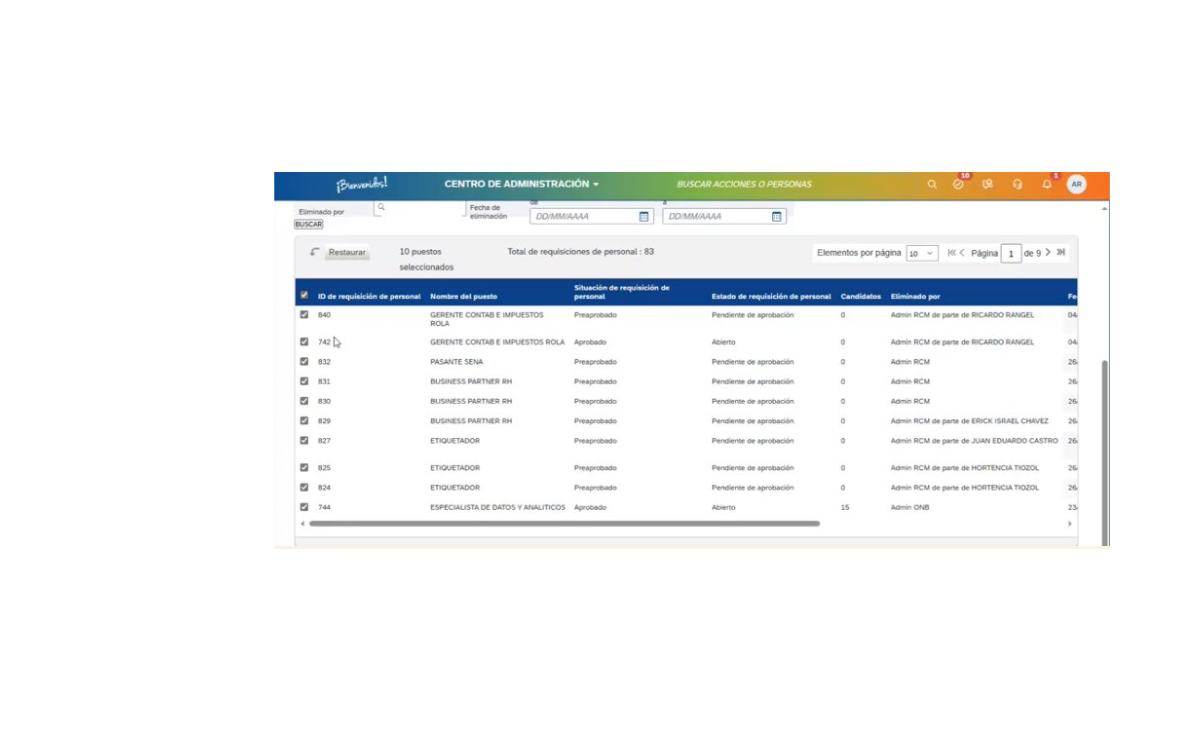 ¡Bienvenid@s!
CENTRO DE ADMINISTRACIÓN
BUSCAR ACCIONES O PERSONAS
10
1
AR
Eliminado por
Fecha de
eliminación
de
DD/MM/AAAA
a
DD/MM/AAAA
BUSCAR
Restaurar
10 puestos
seleccionados
Total de requisiciones de personal : 83
Elementos por página 10
Página 1 de 9
ID de requisición de personal Nombre del puesto Situación de requisición de personal Estado de requisición de personal Candidatos Eliminado por Fe
840 GERENTE CONTAB E IMPUESTOS ROLA Preaprobado Pendiente de aprobación 0 Admin RCM de parte de RICARDO RANGEL 04/
742 GERENTE CONTAB E IMPUESTOS ROLA Aprobado Abierto 0 Admin RCM de parte de RICARDO RANGEL 04/
832 PASANTE SENA Preaprobado Pendiente de aprobación 0 Admin RCM 26/
831 BUSINESS PARTNER RH Preaprobado Pendiente de aprobación 0 Admin RCM 26/
830 BUSINESS PARTNER RH Preaprobado Pendiente de aprobación 0 Admin RCM 26/
829 BUSINESS PARTNER RH Preaprobado Pendiente de aprobación 0 Admin RCM de parte de ERICK ISRAEL CHAVEZ 26/
827 ETIQUETADOR Preaprobado Pendiente de aprobación 0 Admin RCM de parte de JUAN EDUARDO CASTRO 26/
825 ETIQUETADOR Preaprobado Pendiente de aprobación 0 Admin RCM de parte de HORTENCIA TIOZOL 26/
824 ETIQUETADOR Preaprobado Pendiente de aprobación 0 Admin RCM de parte de HORTENCIA TIOZOL 26/
744 ESPECIALISTA DE DATOS Y ANALITICOS Aprobado Abierto 15 Admin ONB 23/